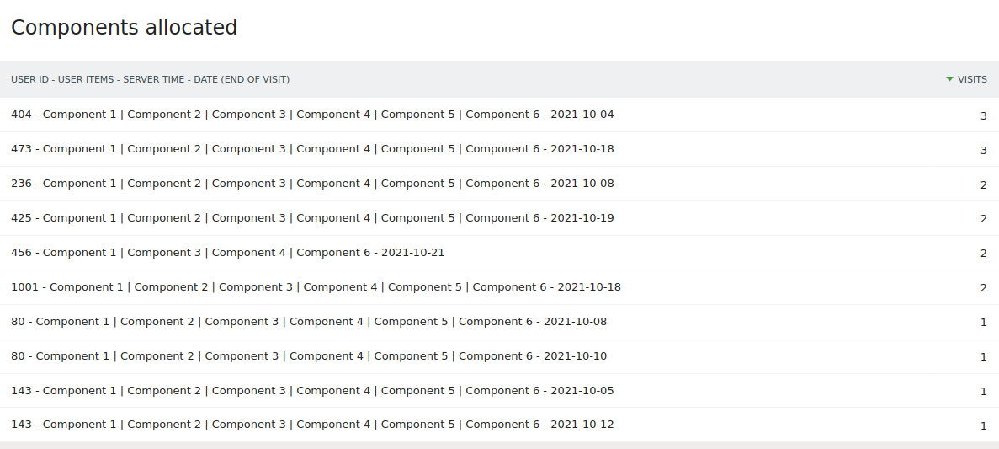 Components allocated
USER ID - USER ITEMS - SERVER TIME - DATE (END OF VISIT) VISITS
404 - Component 1 | Component 2 | Component 3 | Component 4 | Component 5 | Component 6 - 2021-10-04 3
473 - Component 1 | Component 2 | Component 3 | Component 4 | Component 5 | Component 6 - 2021-10-18 3
236 - Component 1 | Component 2 | Component 3 | Component 4 | Component 5 | Component 6 - 2021-10-08 2
425 - Component 1 | Component 2 | Component 3 | Component 4 | Component 5 | Component 6 - 2021-10-19 2
456 - Component 1 | Component 3 | Component 4 | Component 6 - 2021-10-21 2
1001 - Component 1 | Component 2 | Component 3 | Component 4 | Component 5 | Component 6 - 2021-10-18 2
80 - Component 1 | Component 2 | Component 3 | Component 4 | Component 5 | Component 6 - 2021-10-08 1
80 - Component 1 | Component 2 | Component 3 | Component 4 | Component 5 | Component 6 - 2021-10-10 1
143 - Component 1 | Component 2 | Component 3 | Component 4 | Component 5 | Component 6 - 2021-10-05 1
143 - Component 1 | Component 2 | Component 3 | Component 4 | Component 5 | Component 6 - 2021-10-12 1